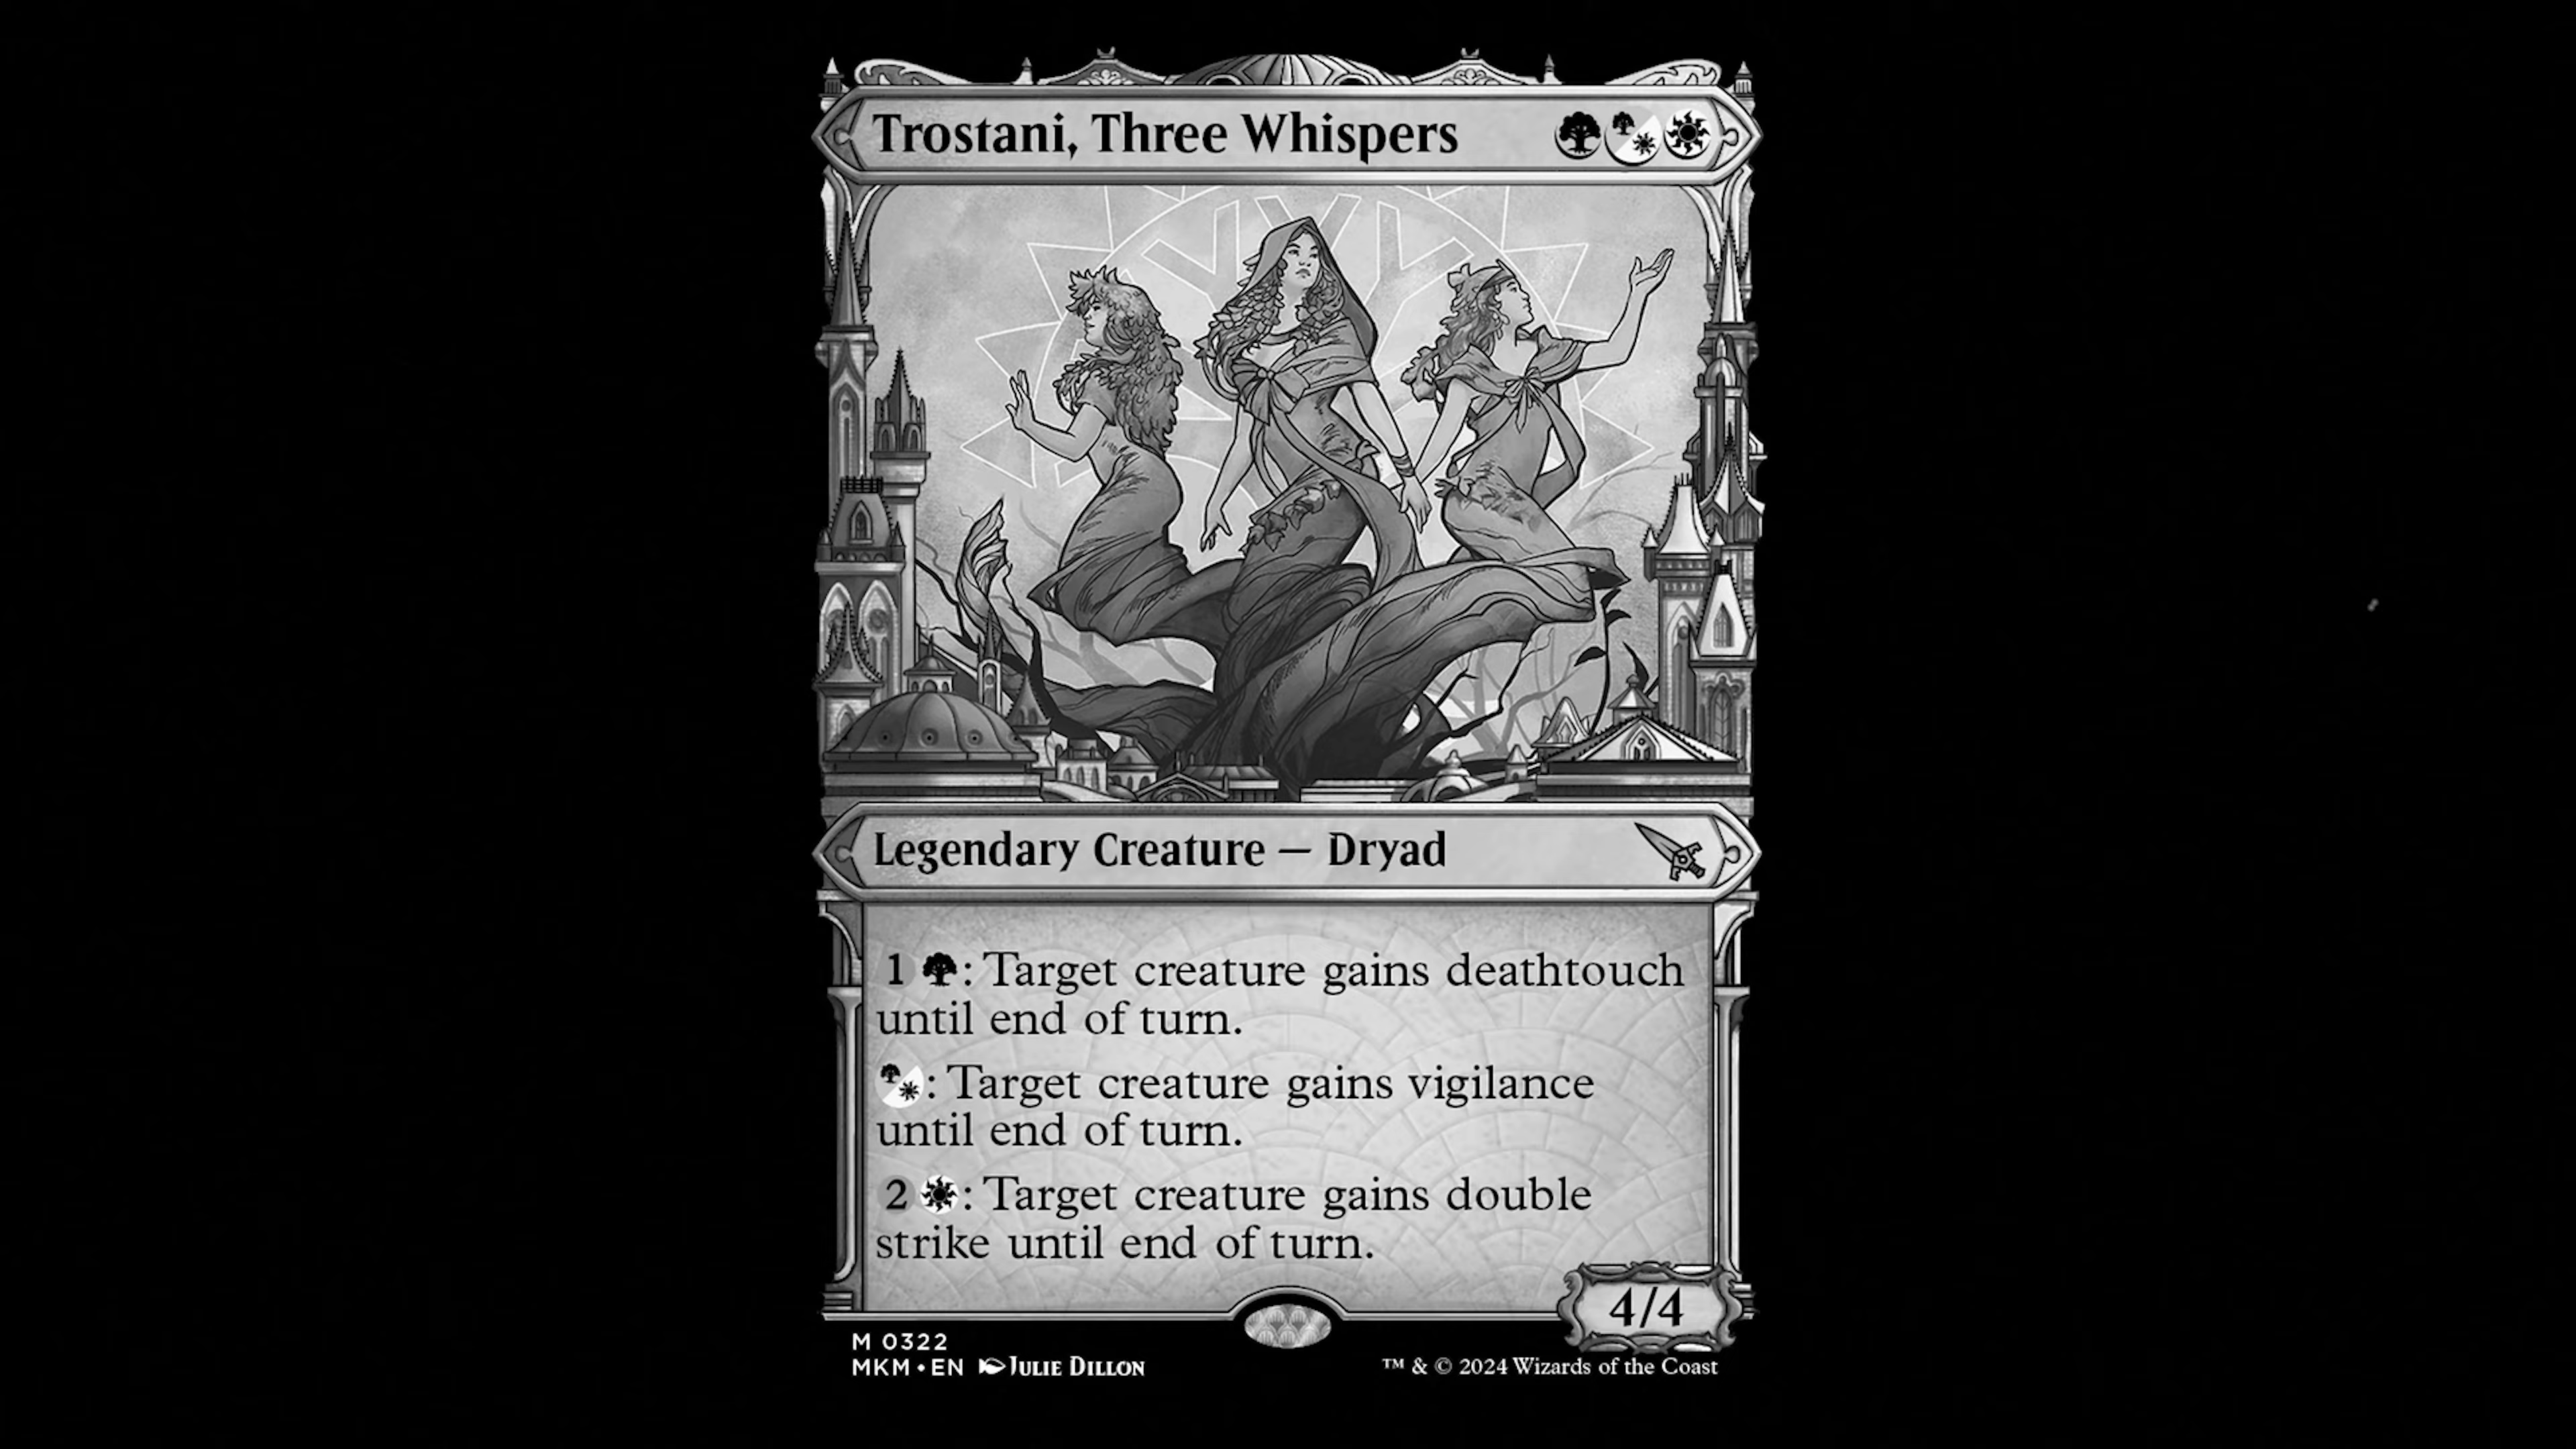 Trostani, Three Whispers
Legendary Creature — Dryad
1 : Target creature gains deathtouch
until end of turn.
: Target creature gains vigilance
until end of turn.
2 : Target creature gains double
strike until end of turn.
4/4
M 0322
MKM • EN JULIE DILLON
™ & © 2024 Wizards of the Coast